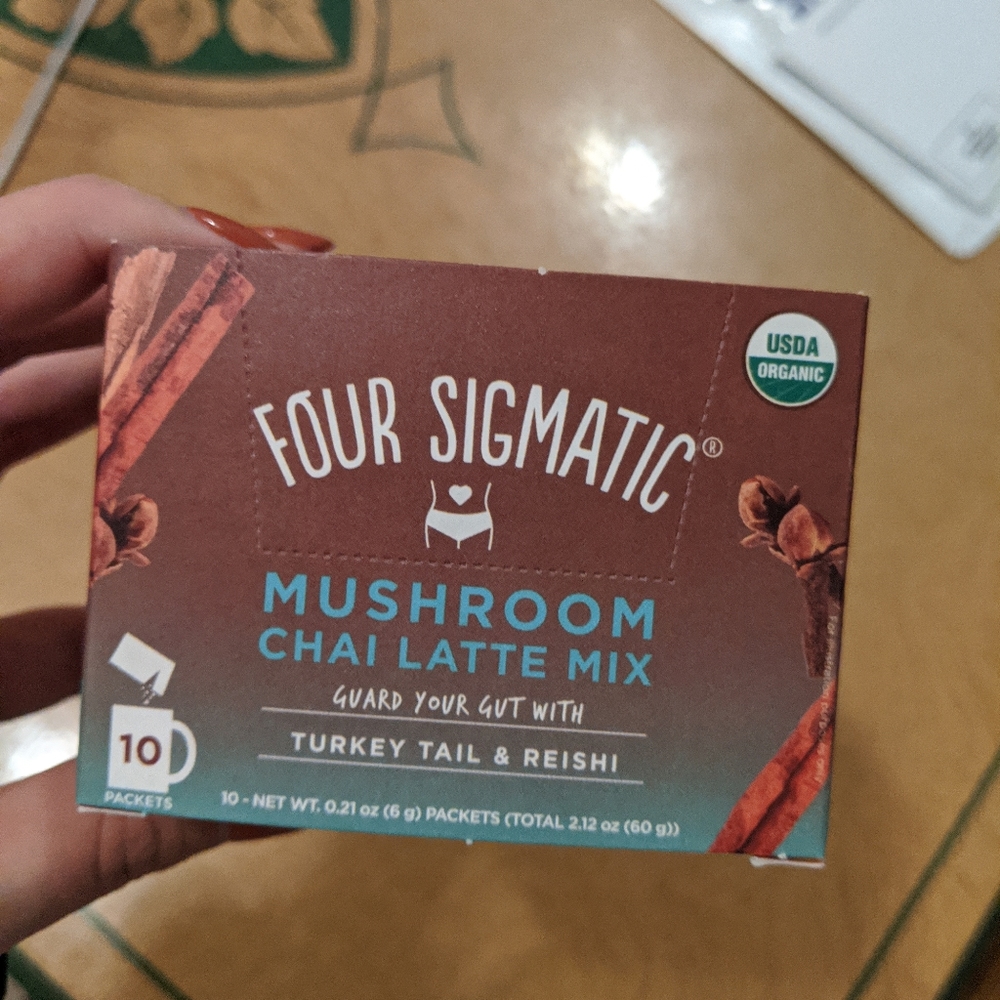 USDA
ORGANIC
FOUR SIGMATIC®
MUSHROOM
CHAI LATTE MIX
GUARD YOUR GUT WITH
TURKEY TAIL & REISHI
10
PACKETS
10 - NET WT. 0.21 oz (6 g) PACKETS (TOTAL 2.12 oz (60 g))